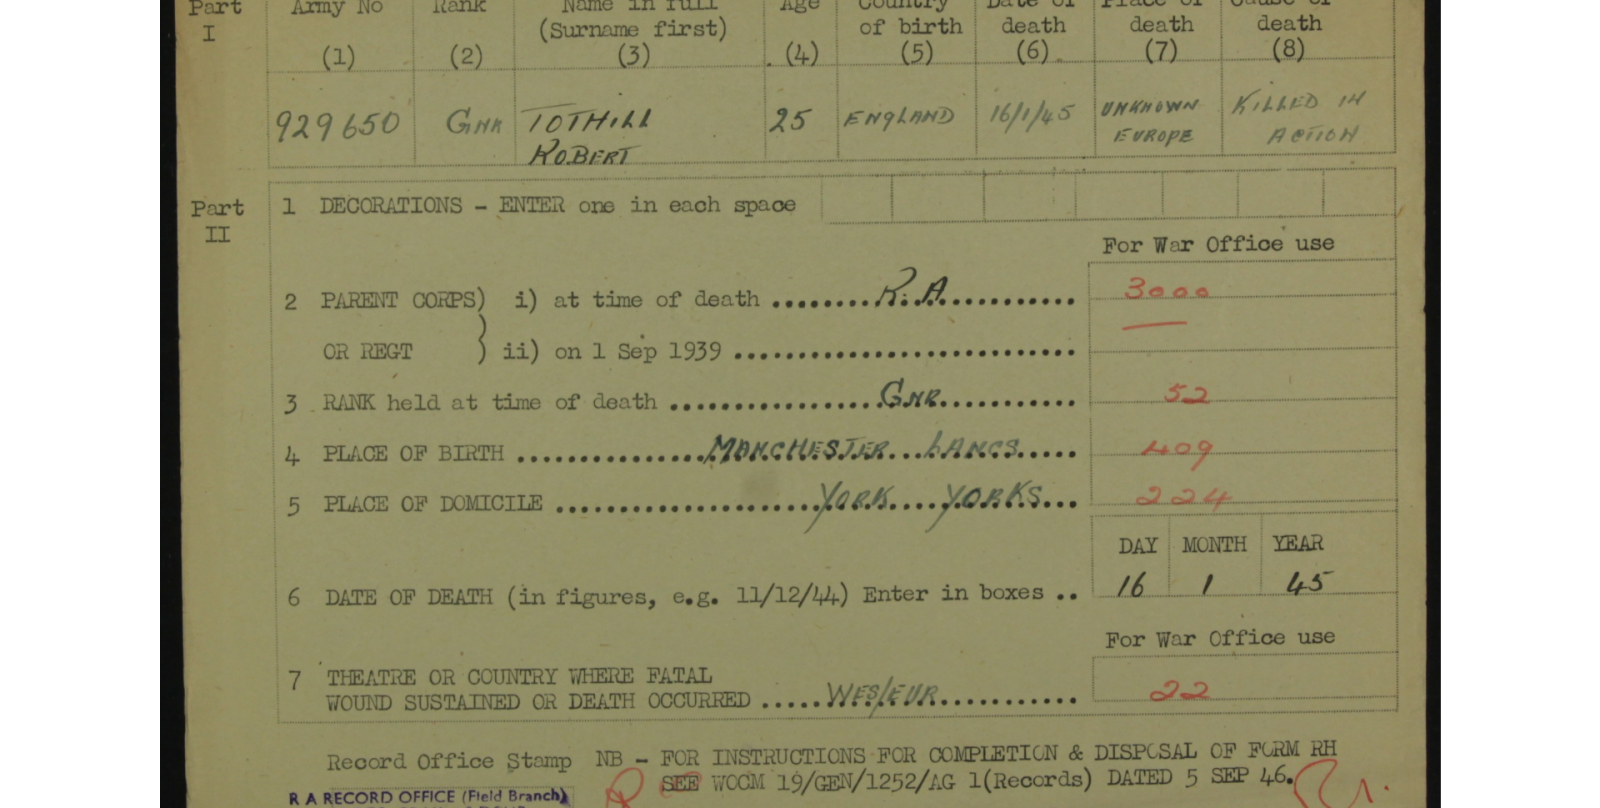 Part Army No Rank Name in full Age Country Date of Place of Cause of
I (Surname first) of birth death death death
(1) (2) (3) (4) (5) (6) (7) (8)
929650 GNR TOTHILL 25 ENGLAND 16/1/45 UNKNOWN KILLED IN
ROBERT EUROPE ACTION
Part II 1 DECORATIONS - ENTER one in each space
For War Office use
2 PARENT CORPS) i) at time of death ........R.A............ 3000
OR REGT ) ii) on 1 Sep 1939 ..............................
3 RANK held at time of death ..................GNR............ 52
4 PLACE OF BIRTH ................MANCHESTER...LANCS..... 409
5 PLACE OF DOMICILE ......................YORK....YORKS... 224
DAY MONTH YEAR
6 DATE OF DEATH (in figures, e.g. 11/12/44) Enter in boxes .. 16 1 45
For War Office use
7 THEATRE OR COUNTRY WHERE FATAL
WOUND SUSTAINED OR DEATH OCCURRED .....WES/EUR............ 22
Record Office Stamp NB - FOR INSTRUCTIONS FOR COMPLETION & DISPOSAL OF FORM RH
SEE WOCM 19/GEN/1252/AG 1(Records) DATED 5 SEP 46.
R A RECORD OFFICE (Field Branch)